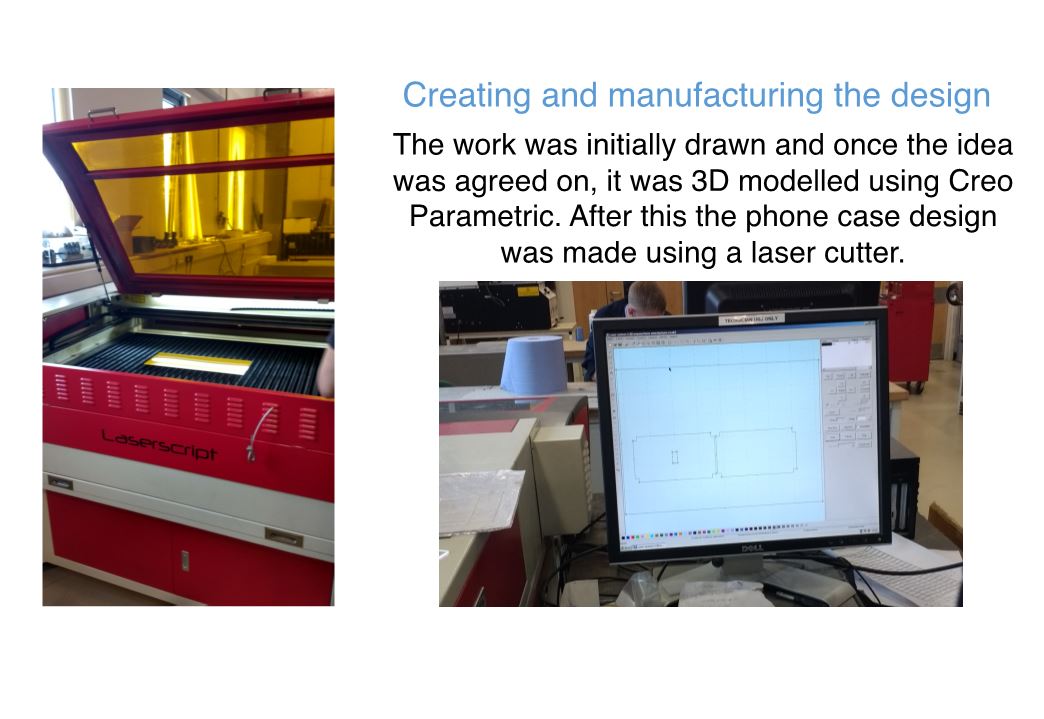 Creating and manufacturing the design
The work was initially drawn and once the idea
was agreed on, it was 3D modelled using Creo
Parametric. After this the phone case design
was made using a laser cutter.
Laserscript
TECHNICIAN USE ONLY
DELL